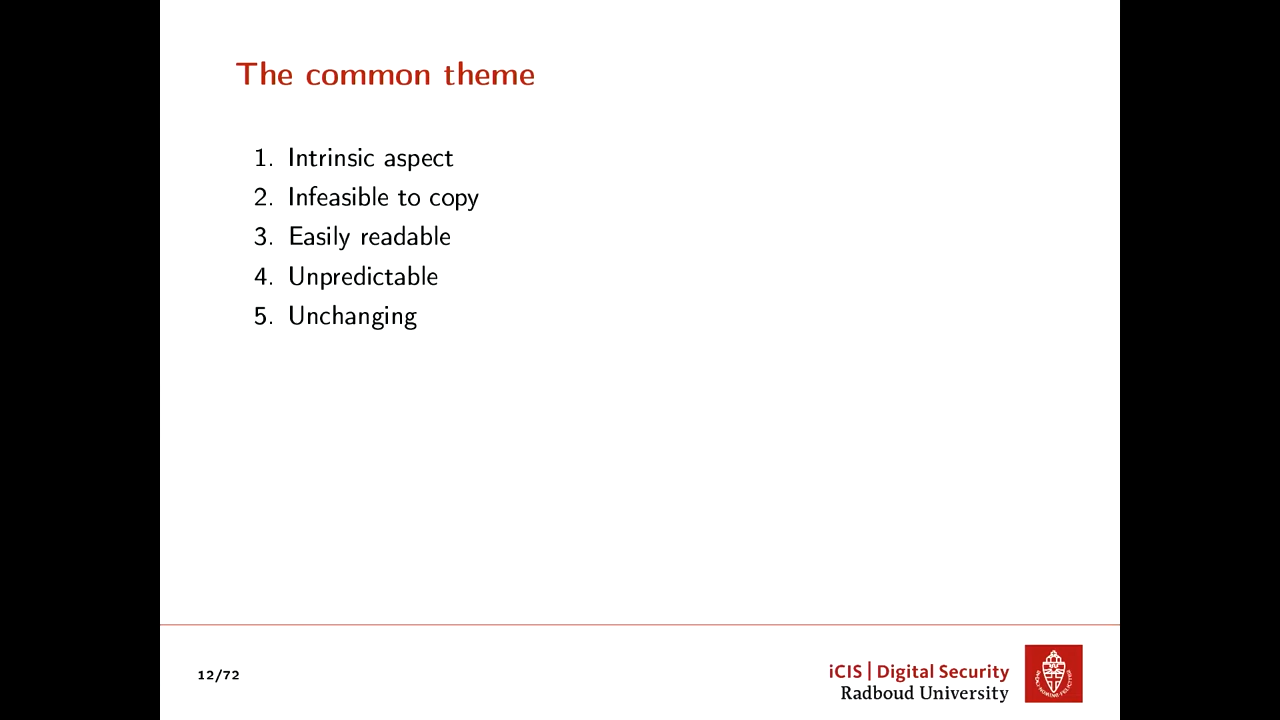 The common theme
1. Intrinsic aspect
2. Infeasible to copy
3. Easily readable
4. Unpredictable
5. Unchanging
12/72
iCIS | Digital Security
Radboud University